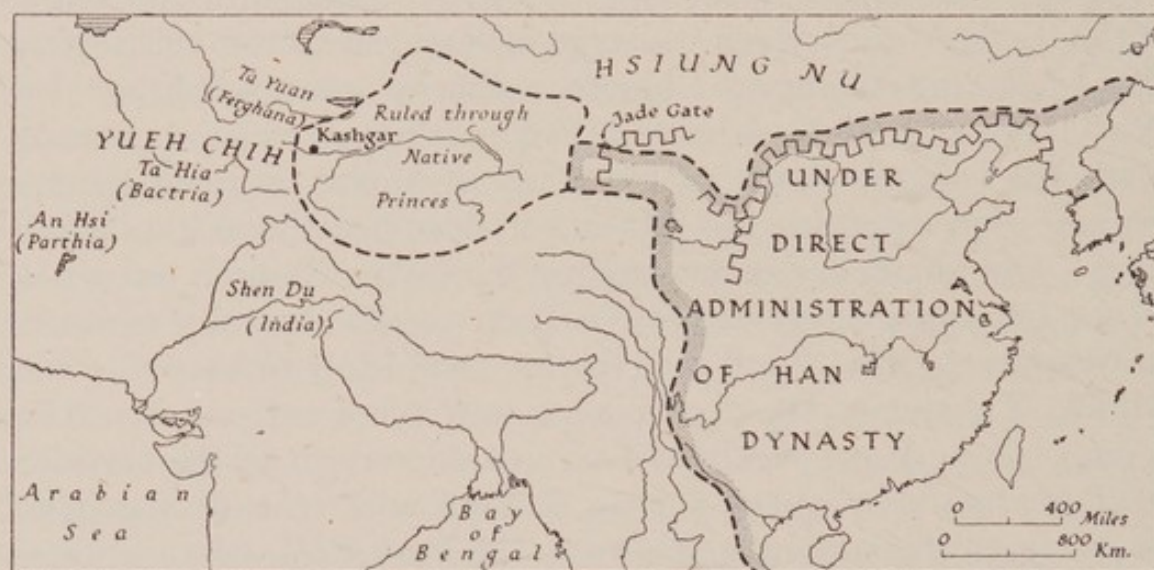 HSIUNG NU
Ta Yuan
(Ferghana)
Ruled through
Jade Gate
Kashgar
YUEH CHIH
Native
Ta-Hia
(Bactria)
UNDER
Princes
An Hsi
(Parthia)
DIRECT
Shen Du
(India)
ADMINISTRATION
OF HAN
DYNASTY
Arabian
Sea
Bay
of
Bengal
0 400 Miles
0 800 Km.